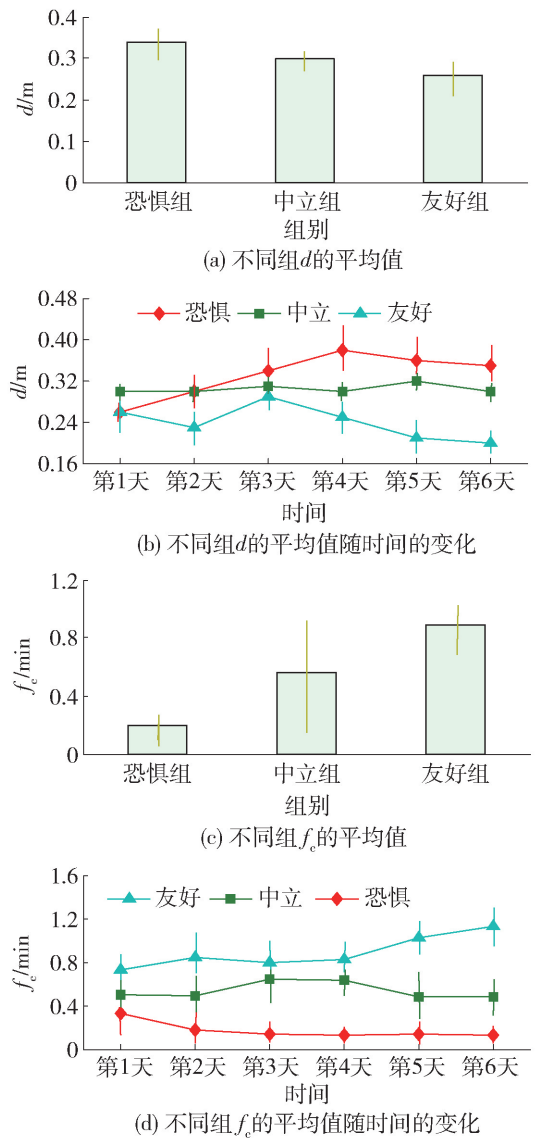 0.4
0.3
0.2
0.1
0
d/m
恐惧组 中立组 友好组
组别
(a) 不同组d的平均值
恐惧 中立 友好
0.48
0.40
0.32
0.24
0.16
d/m
第1天 第2天 第3天 第4天 第5天 第6天
时间
(b) 不同组d的平均值随时间的变化
1.2
0.8
0.4
0
fc/min
恐惧组 中立组 友好组
组别
(c) 不同组fc的平均值
友好 中立 恐惧
1.6
1.2
0.8
0.4
0
fc/min
第1天 第2天 第3天 第4天 第5天 第6天
时间
(d) 不同组fc的平均值随时间的变化